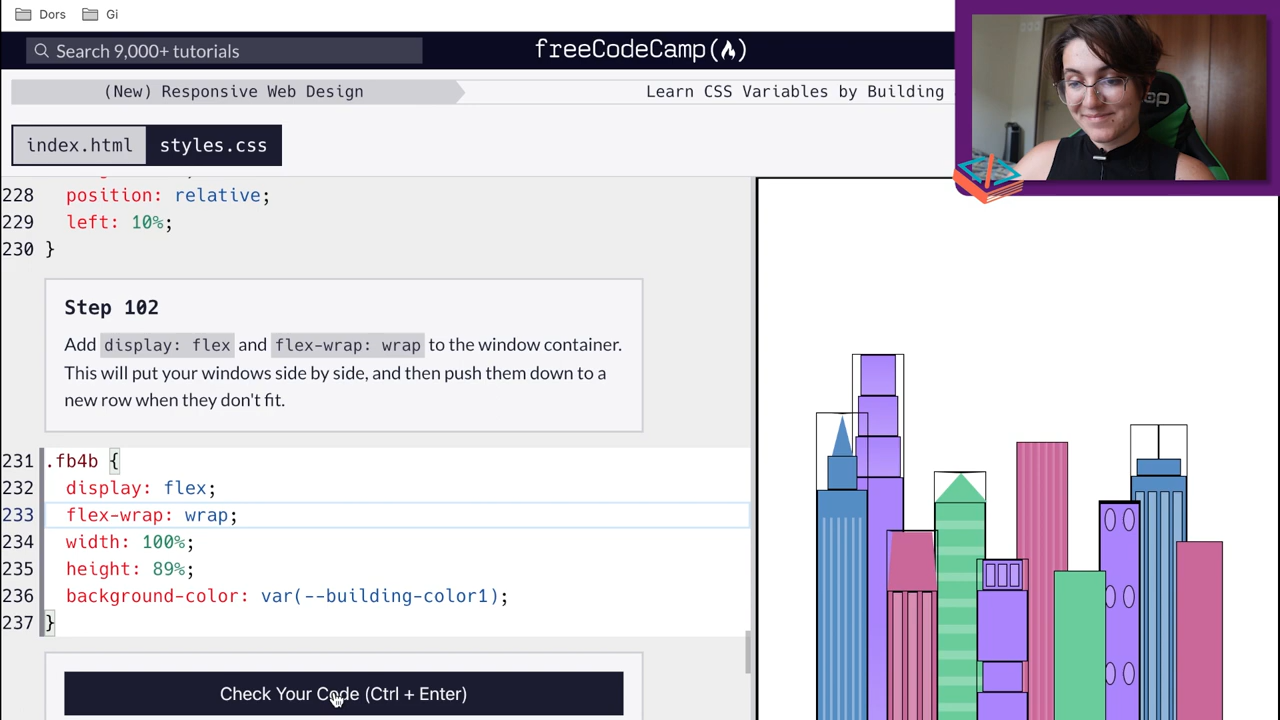 Dors Gi
Search 9,000+ tutorials
freeCodeCamp
(New) Responsive Web Design
Learn CSS Variables by Building
index.html styles.css
228 position: relative;
229 left: 10%;
230 }
Step 102
Add display: flex and flex-wrap: wrap to the window container.
This will put your windows side by side, and then push them down to a
new row when they don't fit.
231 .fb4b {
232 display: flex;
233 flex-wrap: wrap;
234 width: 100%;
235 height: 89%;
236 background-color: var(--building-color1);
237 }
Check Your Code (Ctrl + Enter)